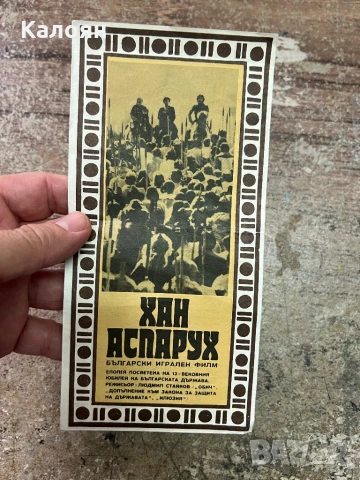 Калоян
ХАН
АСПАРУХ
БЪЛГАРСКИ ИГРАЛЕН ФИЛМ
ЕПОПЕЯ ПОСВЕТЕНА НА 13-ВЕКОВНИЯ
ЮБИЛЕЙ НА БЪЛГАРСКАТА ДЪРЖАВА.
РЕЖИСЬОР: ЛЮДМИЛ СТАЙКОВ („ОБИЧ",
„ДОПЪЛНЕНИЕ КЪМ ЗАКОНА ЗА ЗАЩИТА
НА ДЪРЖАВАТА", „ИЛЮЗИЯ")
bazar